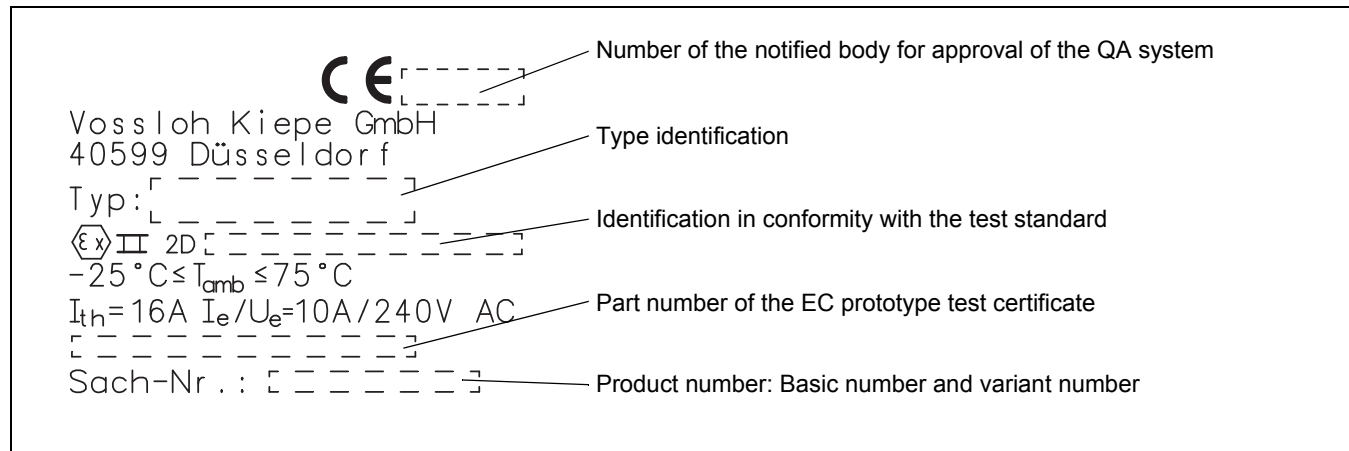 Number of the notified body for approval of the QA system
CE
Vossloh Kiepe GmbH
40599 Düsseldorf
Type identification
Typ:
Identification in conformity with the test standard
Ex II 2D
-25°C≤Tamb≤75°C
Ith=16A Ie/Ue=10A/240V AC
Part number of the EC prototype test certificate
Sach-Nr.:
Product number: Basic number and variant number